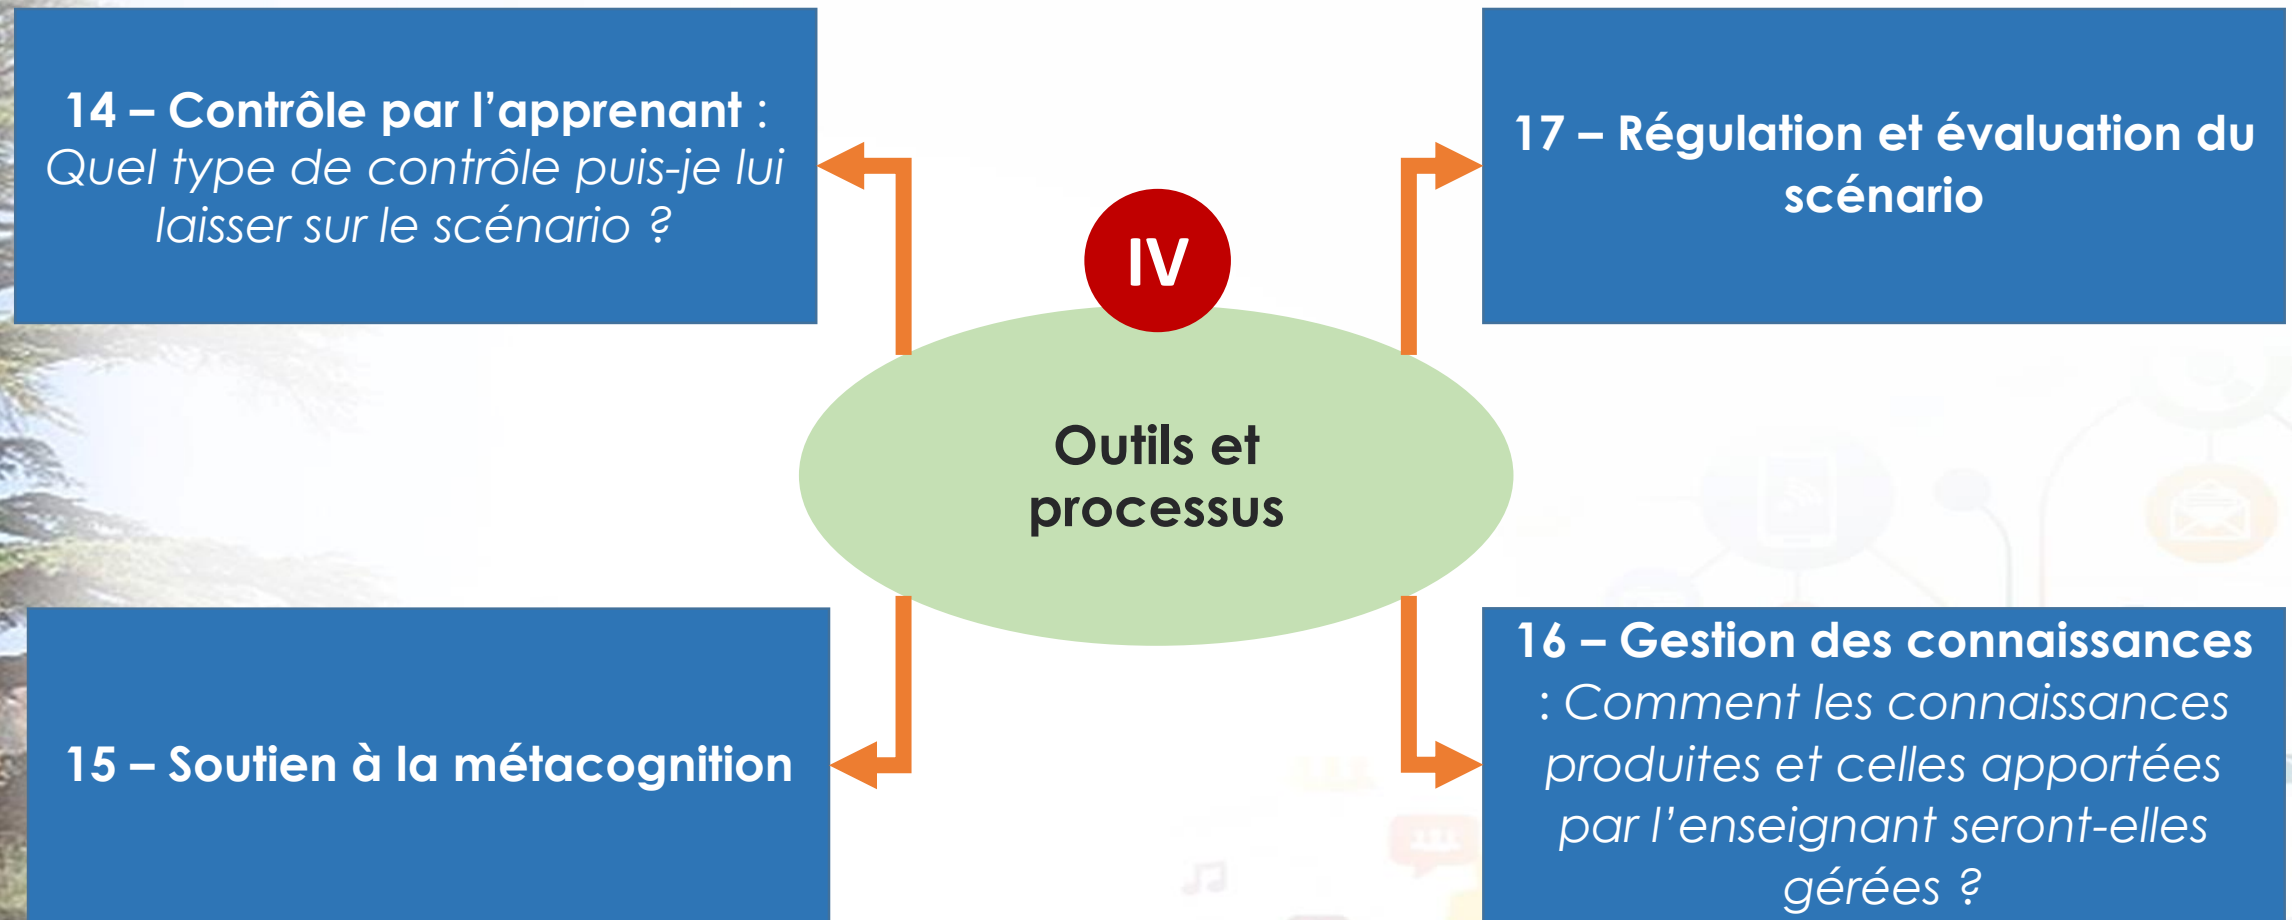 14 – Contrôle par l’apprenant :
Quel type de contrôle puis-je lui
laisser sur le scénario ?
17 – Régulation et évaluation du
scénario
IV
Outils et
processus
15 – Soutien à la métacognition
16 – Gestion des connaissances
: Comment les connaissances
produites et celles apportées
par l’enseignant seront-elles
gérées ?